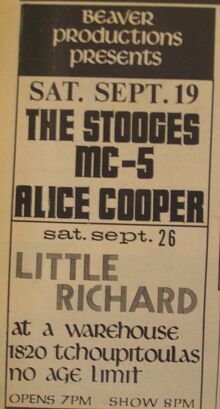 BEAVER
PRODUCTIONS
PRESENTS
SAT. SEPT. 19
THE STOOGES
MC-5
ALICE COOPER
sat. sept. 26
LITTLE
RICHARD
at a warehouse
1820 tchoupitoulas
no age limit
OPENS 7PM SHOW 8PM